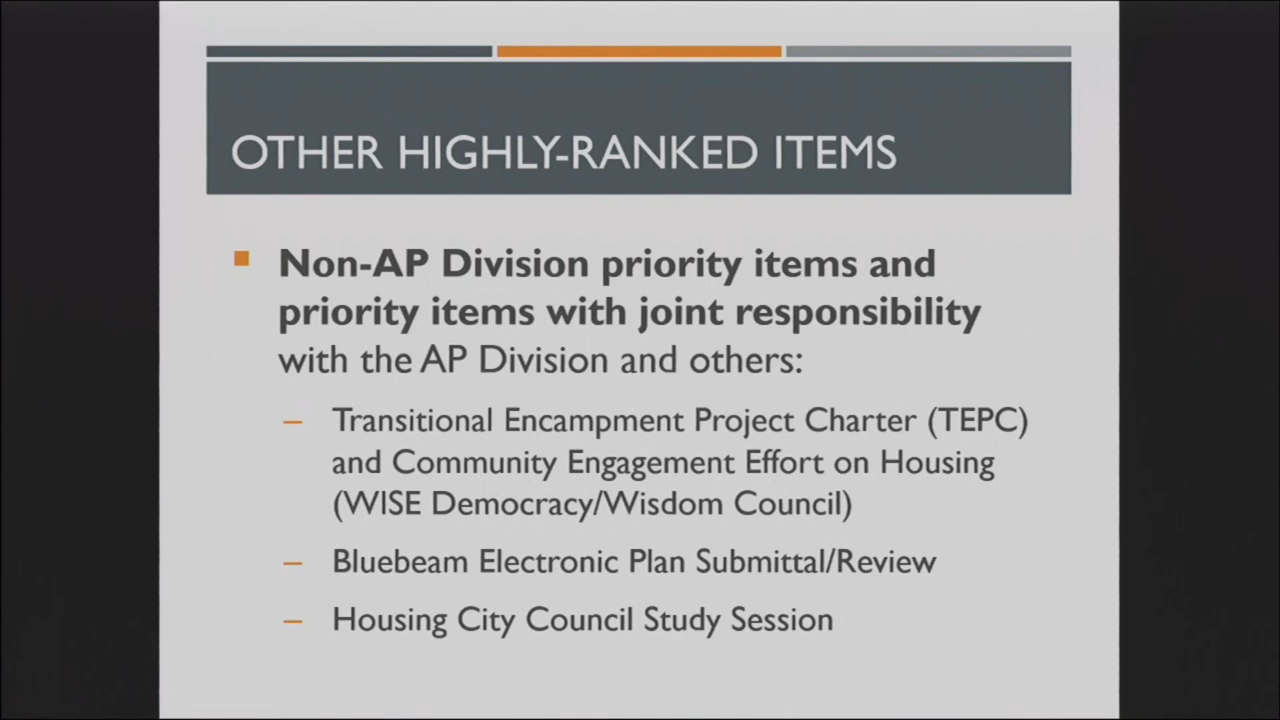 OTHER HIGHLY-RANKED ITEMS
Non-AP Division priority items and
priority items with joint responsibility
with the AP Division and others:
– Transitional Encampment Project Charter (TEPC)
and Community Engagement Effort on Housing
(WISE Democracy/Wisdom Council)
– Bluebeam Electronic Plan Submittal/Review
– Housing City Council Study Session